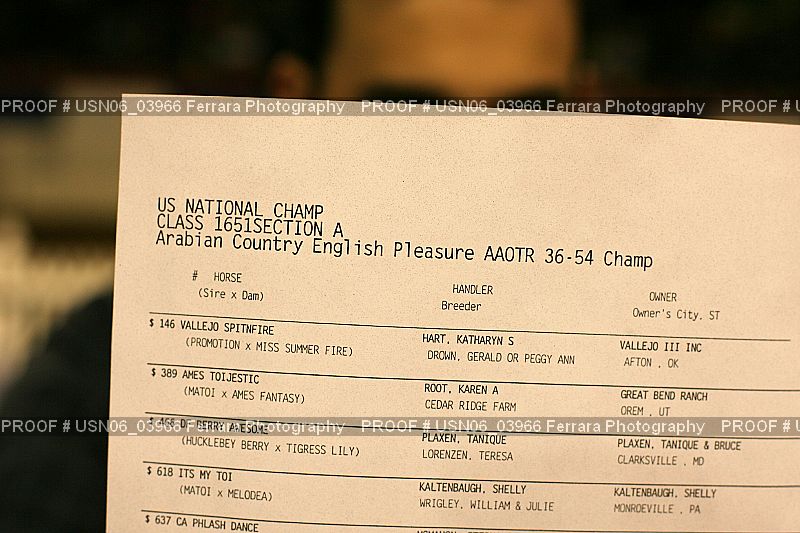 PROOF # USN06_03966 Ferrara Photography PROOF # USN06_03966 Ferrara Photography PROOF # U
US NATIONAL CHAMP
CLASS 1651SECTION A
Arabian Country English Pleasure AAOTR 36-54 Champ
# HORSE HANDLER OWNER
(Sire x Dam) Breeder Owner's City, ST
$ 146 VALLEJO SPITNFIRE HART, KATHARYN S VALLEJO III INC
(PROMOTION x MISS SUMMER FIRE) DROWN, GERALD OR PEGGY ANN AFTON , OK
$ 389 AMES TOIJESTIC ROOT, KAREN A GREAT BEND RANCH
(MATOI x AMES FANTASY) CEDAR RIDGE FARM OREM , UT
PROOF # USN06_03966 Ferrara Photography PROOF # USN06_03966 Ferrara Photography PROOF # U
BERRY AWESOME PLAXEN, TANIQUE PLAXEN, TANIQUE & BRUCE
(HUCKLEBEY BERRY x TIGRESS LILY) LORENZEN, TERESA CLARKSVILLE , MD
$ 618 ITS MY TOI KALTENBAUGH, SHELLY KALTENBAUGH, SHELLY
(MATOI x MELODEA) WRIGLEY, WILLIAM & JULIE MONROEVILLE , PA
$ 637 CA PHLASH DANCE